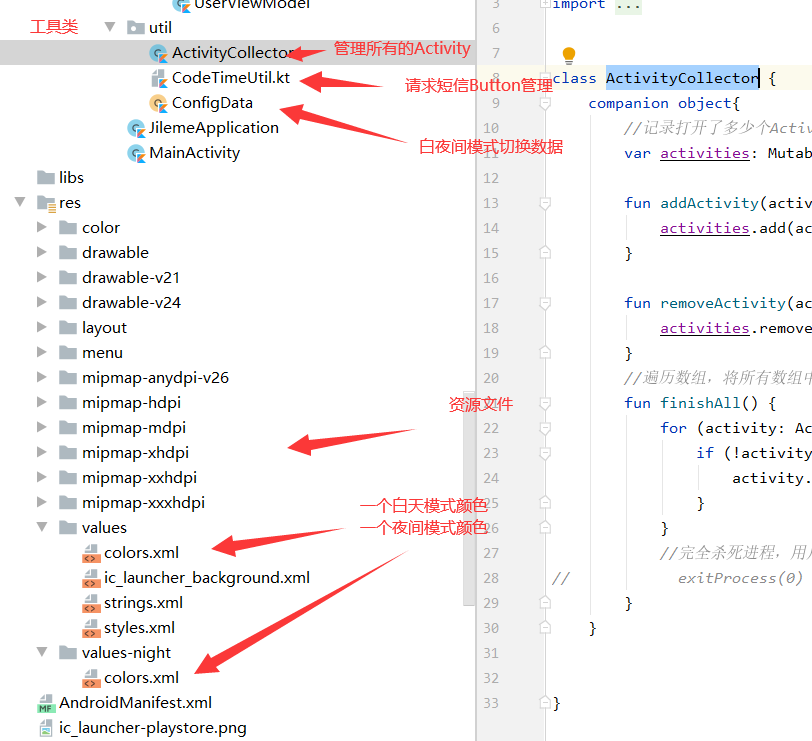 UserViewModel
工具类
util
ActivityCollector
管理所有的Activity
CodeTimeUtil.kt
请求短信Button管理
ConfigData
白夜间模式切换数据
JilemeApplication
MainActivity
libs
res
color
drawable
drawable-v21
drawable-v24
layout
menu
mipmap-anydpi-v26
mipmap-hdpi
资源文件
mipmap-mdpi
mipmap-xhdpi
mipmap-xxhdpi
mipmap-xxxhdpi
一个白天模式颜色
一个夜间模式颜色
values
colors.xml
ic_launcher_background.xml
strings.xml
styles.xml
values-night
colors.xml
AndroidManifest.xml
ic_launcher-playstore.png
3 import ...
6
7
8 class ActivityCollector {
9 companion object{
10 //记录打开了多少个Activ
11 var activities: Mutab
12
13 fun addActivity(activ
14 activities.add(ac
15 }
16
17 fun removeActivity(ac
18 activities.remove
19 }
20 //遍历数组，将所有数组中
21 fun finishAll() {
22 for (activity: Ac
23 if (!activity
24 activity.
25 }
26 }
27 //完全杀死进程，用
28 // exitProcess(0)
29 }
30 }
31
32
33 }